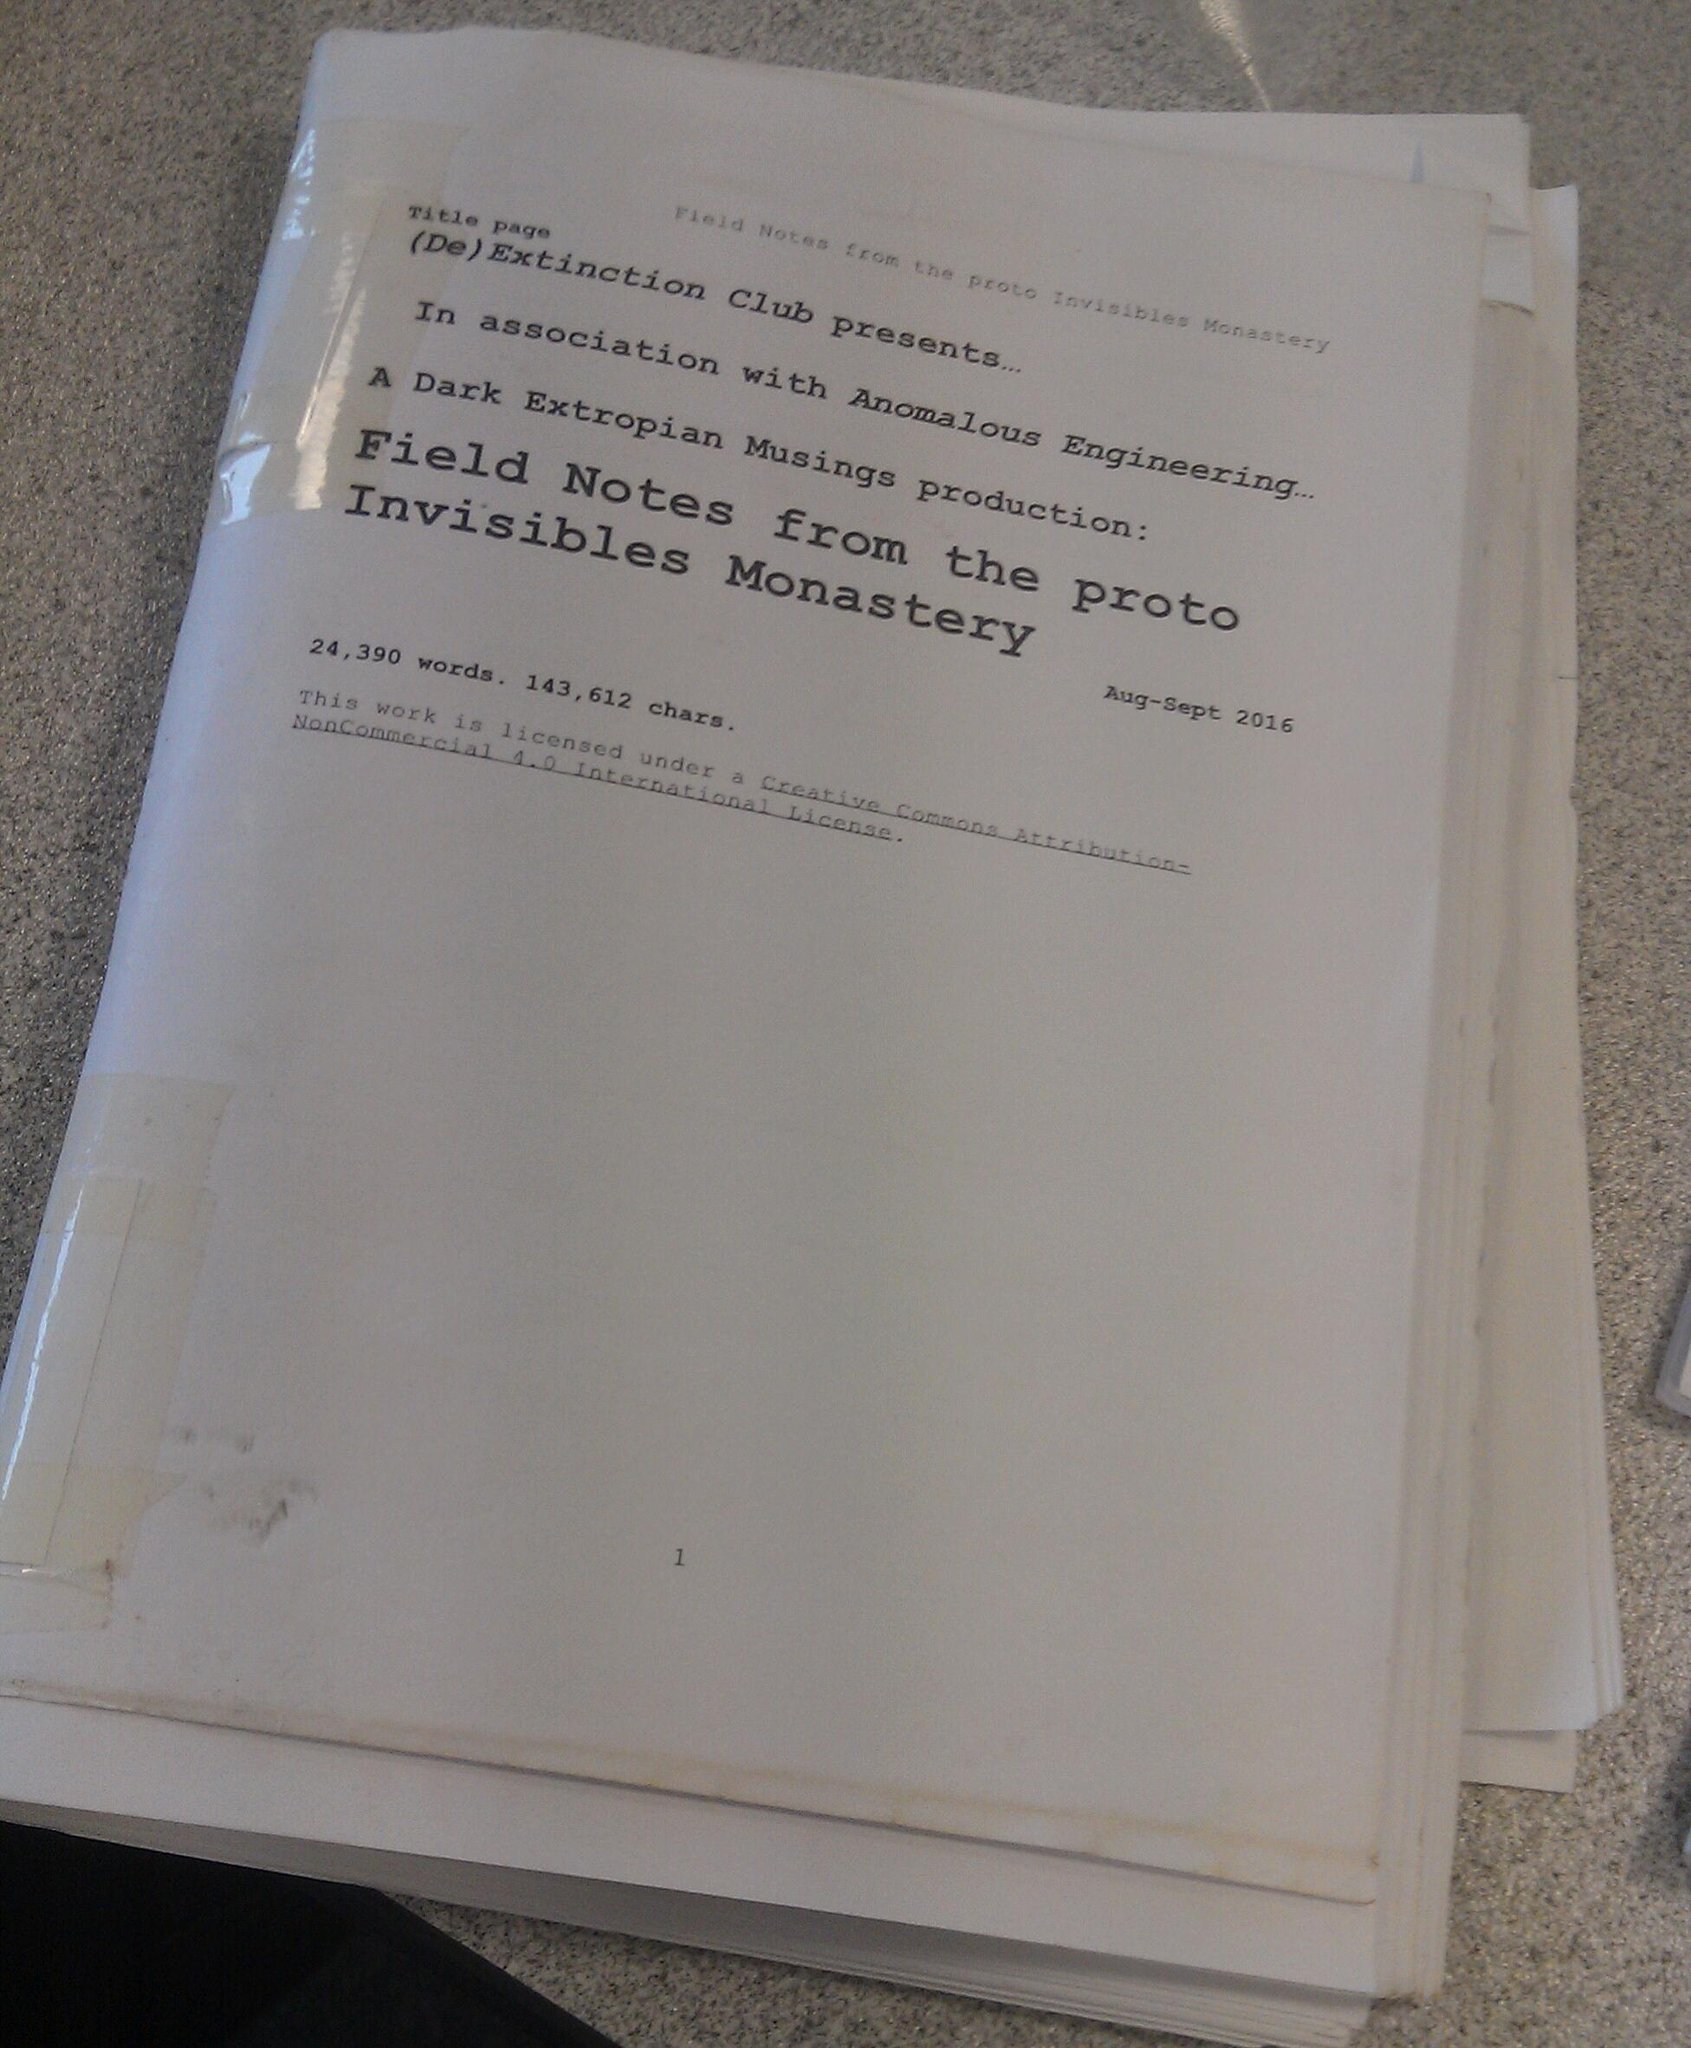 Field Notes from the proto Invisibles Monastery
Title page
(De)Extinction Club presents…
In association with Anomalous Engineering…
A Dark Extropian Musings production:
Field Notes from the proto
Invisibles Monastery
Aug-Sept 2016
24,390 words. 143,612 chars.
This work is licensed under a Creative Commons Attribution-
NonCommercial 4.0 International License.
1